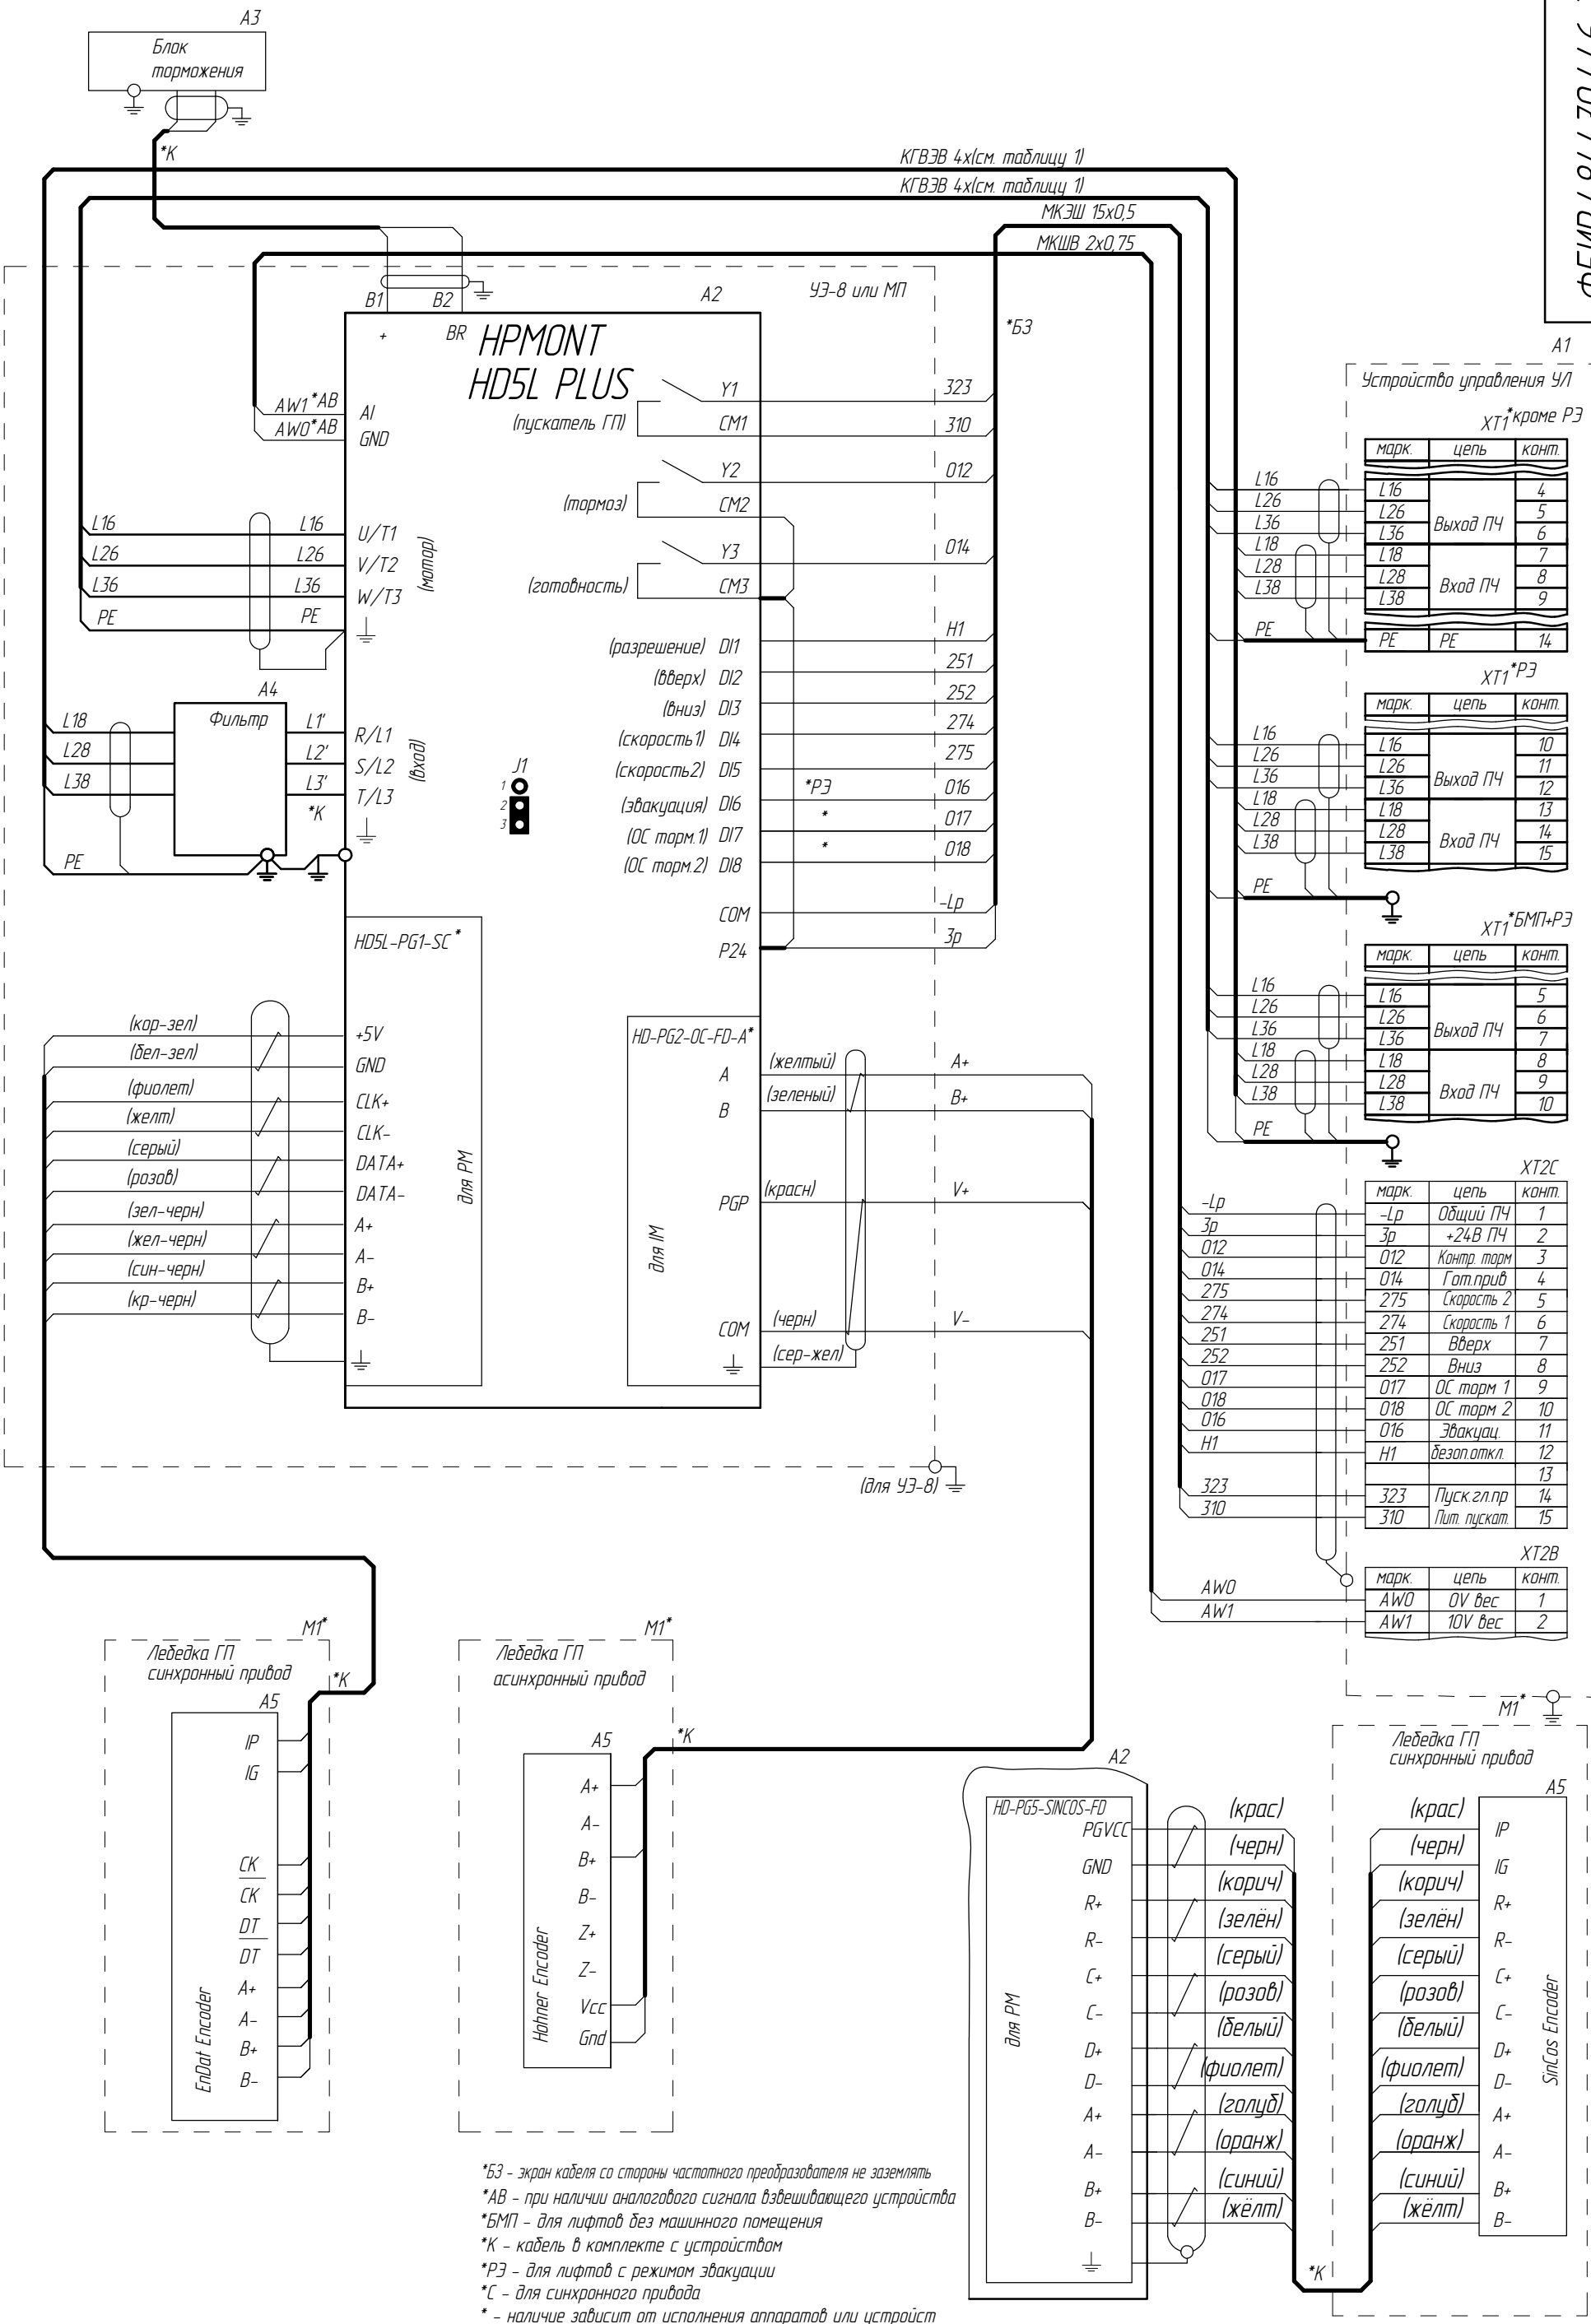 А3
Блок
торможения
*К
КГВЭВ 4х(см. таблицу 1)
КГВЭВ 4х(см. таблицу 1)
МКЭШ 15х0,5
МКШВ 2х0,75
B1 B2
А2
УЭ-8 или МП
*БЗ
+
BR
HPMONT
HD5L PLUS
AW1 *АВ
AI
AW0 *АВ
GND
(пускатель ГП)
Y1 323
CM1 310
(тормоз)
Y2 012
CM2
(готовность)
Y3 014
CM3
L16 L16 U/T1
L26 L26 V/T2
L36 L36 W/T3
PE PE
(мотор)
(разрешение) DI1 H1
(вверх) DI2 251
(вниз) DI3 252
(скорость1) DI4 274
(скорость2) DI5 275
(эвакуация) DI6 *РЭ 016
(ОС торм.1) DI7 * 017
(ОС торм.2) DI8 * 018
COM -Lp
P24 3p
А4
Фильтр
L18 L1' R/L1
L28 L2' S/L2
L38 L3' T/L3
*К
(вход)
PE
J1
1
2
3
HD5L-PG1-SC*
(кор-зел) +5V
(бел-зел) GND
(фиолет) CLK+
(желт) CLK-
(серый) DATA+
(розов) DATA-
(зел-черн) A+
(жел-черн) A-
(син-черн) B+
(кр-черн) B-
для РМ
HD-PG2-OC-FD-A*
A (желтый) A+
B (зеленый) B+
PGP (красн) V+
COM (черн) V-
(сер-жел)
для IM
(для УЭ-8)
А1
Устройство управления УЛ
XT1 *кроме РЭ
марк. цепь конт.
L16 L16 Выход ПЧ 4
L26 L26 5
L36 L36 6
L18 L18 Вход ПЧ 7
L28 L28 8
L38 L38 9
PE PE PE 14
XT1 *РЭ
марк. цепь конт.
L16 L16 Выход ПЧ 10
L26 L26 11
L36 L36 12
L18 L18 Вход ПЧ 13
L28 L28 14
L38 L38 15
PE
XT1 *БМП+РЭ
марк. цепь конт.
L16 L16 Выход ПЧ 5
L26 L26 6
L36 L36 7
L18 L18 Вход ПЧ 8
L28 L28 9
L38 L38 10
PE
XT2C
марк. цепь конт.
-Lp -Lp Общий ПЧ 1
3p 3p +24В ПЧ 2
012 012 Контр. торм 3
014 014 Гот.прив 4
275 275 Скорость 2 5
274 274 Скорость 1 6
251 251 Вверх 7
252 252 Вниз 8
017 017 ОС торм 1 9
018 018 ОС торм 2 10
016 016 Эвакуац. 11
H1 H1 безоп.откл. 12
13
323 323 Пуск.гл.пр 14
310 310 Пит. пускат. 15
XT2B
марк. цепь конт.
AW0 AW0 0V вес 1
AW1 AW1 10V вес 2
М1*
Лебедка ГП
синхронный привод
*К
А5
IP
IG
CK
CK
DT
DT
A+
A-
B+
B-
EnDat Encoder
М1*
Лебедка ГП
асинхронный привод
А5
*К
A+
A-
B+
B-
Z+
Z-
Vcc
Gnd
Hohner Encoder
А2
HD-PG5-SINCOS-FD
PGVCC (крас)
GND (черн)
R+ (корич)
R- (зелён)
C+ (серый)
C- (розов)
D+ (белый)
D- (фиолет)
A+ (голуб)
A- (оранж)
B+ (синий)
B- (жёлт)
для РМ
*К
М1*
Лебедка ГП
синхронный привод
А5
(крас) IP
(черн) IG
(корич) R+
(зелён) R-
(серый) C+
(розов) C-
(белый) D+
(фиолет) D-
(голуб) A+
(оранж) A-
(синий) B+
(жёлт) B-
SinCos Encoder
*БЗ - экран кабеля со стороны частотного преобразователя не заземлять
*АВ - при наличии аналогового сигнала взвешивающего устройства
*БМП - для лифтов без машинного помещения
*К - кабель в комплекте с устройством
*РЭ - для лифтов с режимом эвакуации
*С - для синхронного привода
* - наличие зависит от исполнения аппаратов или устройст